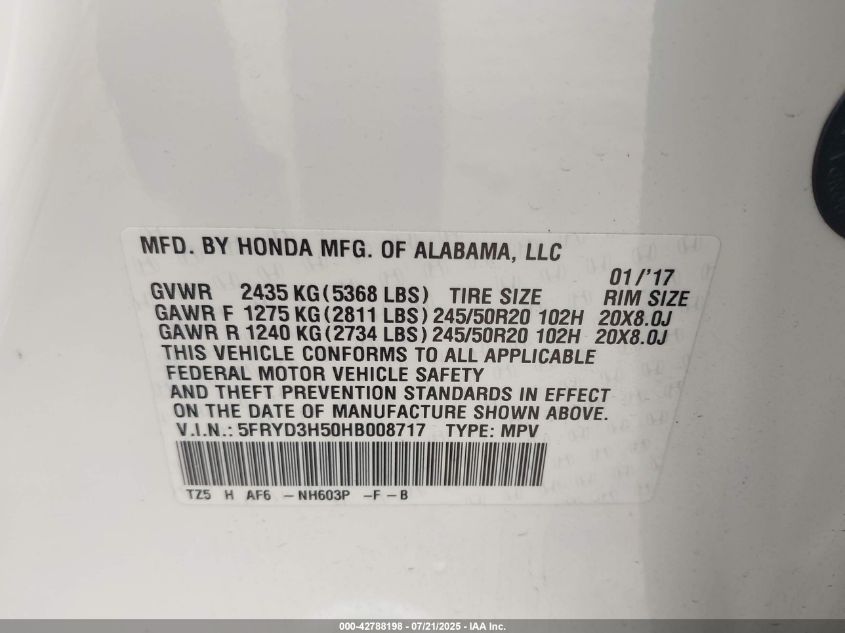 MFD. BY HONDA MFG. OF ALABAMA, LLC
01/'17
GVWR 2435 KG (5368 LBS) TIRE SIZE RIM SIZE
GAWR F 1275 KG (2811 LBS) 245/50R20 102H 20X8.0J
GAWR R 1240 KG (2734 LBS) 245/50R20 102H 20X8.0J
THIS VEHICLE CONFORMS TO ALL APPLICABLE
FEDERAL MOTOR VEHICLE SAFETY
AND THEFT PREVENTION STANDARDS IN EFFECT
ON THE DATE OF MANUFACTURE SHOWN ABOVE.
V.I.N.: 5FRYD3H50HB008717 TYPE: MPV
TZ5 H AF6 -NH603P -F -B
000-42788198 - 07/21/2025 - IAA Inc.